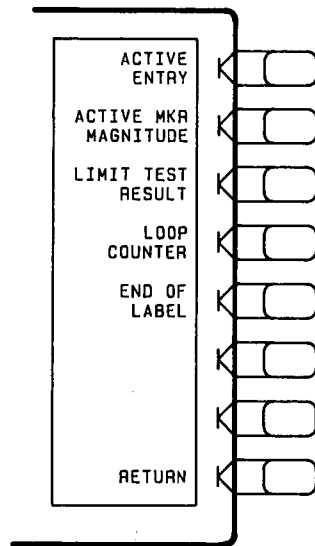 ACTIVE
ENTRY
ACTIVE MKR
MAGNITUDE
LIMIT TEST
RESULT
LOOP
COUNTER
END OF
LABEL
RETURN